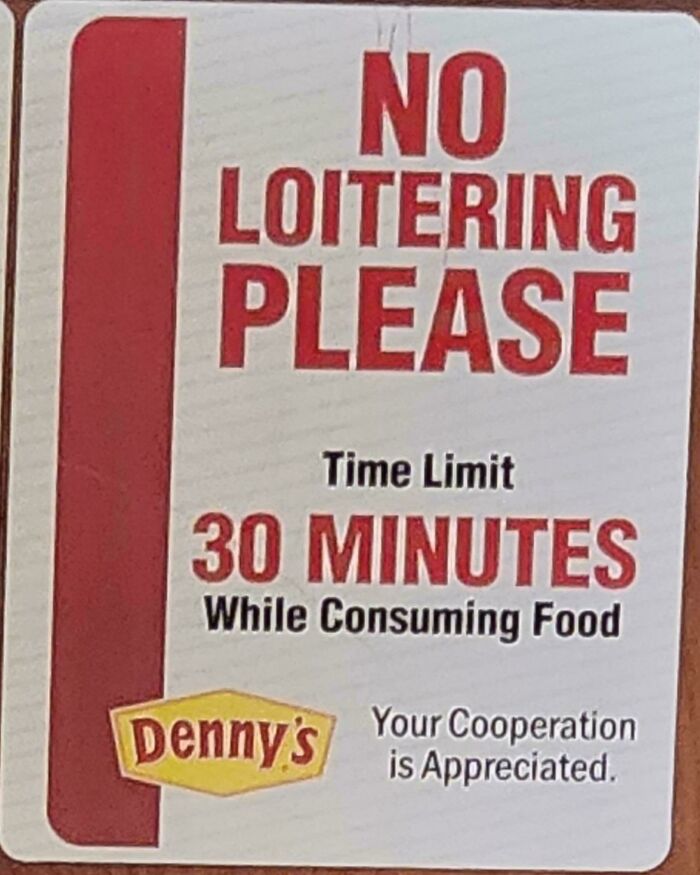 NO
LOITERING
PLEASE
Time Limit
30 MINUTES
While Consuming Food
Denny's
Your Cooperation
is Appreciated.